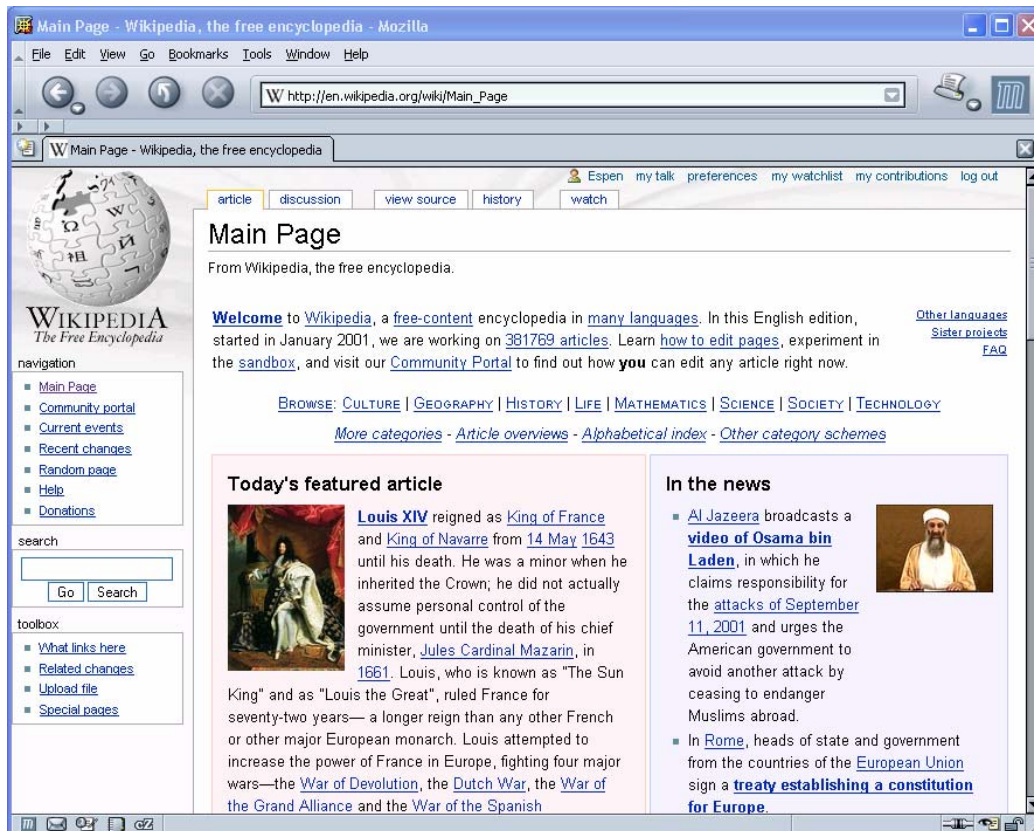 Main Page - Wikipedia, the free encyclopedia - Mozilla
File Edit View Go Bookmarks Tools Window Help
W http://en.wikipedia.org/wiki/Main_Page
W Main Page - Wikipedia, the free encyclopedia
Espen my talk preferences my watchlist my contributions log out
article discussion view source history watch
Main Page
From Wikipedia, the free encyclopedia.
WIKIPEDIA
The Free Encyclopedia
navigation
Main Page
Community portal
Current events
Recent changes
Random page
Help
Donations
search
Go Search
toolbox
What links here
Related changes
Upload file
Special pages
Welcome to Wikipedia, a free-content encyclopedia in many languages. In this English edition,
started in January 2001, we are working on 381769 articles. Learn how to edit pages, experiment in
the sandbox, and visit our Community Portal to find out how you can edit any article right now.
Other languages
Sister projects
FAQ
BROWSE: CULTURE | GEOGRAPHY | HISTORY | LIFE | MATHEMATICS | SCIENCE | SOCIETY | TECHNOLOGY
More categories - Article overviews - Alphabetical index - Other category schemes
Today's featured article
Louis XIV reigned as King of France
and King of Navarre from 14 May 1643
until his death. He was a minor when he
inherited the Crown; he did not actually
assume personal control of the
government until the death of his chief
minister, Jules Cardinal Mazarin, in
1661. Louis, who is known as "The Sun
King" and as "Louis the Great", ruled France for
seventy-two years— a longer reign than any other French
or other major European monarch. Louis attempted to
increase the power of France in Europe, fighting four major
wars—the War of Devolution, the Dutch War, the War of
the Grand Alliance and the War of the Spanish
In the news
Al Jazeera broadcasts a
video of Osama bin
Laden, in which he
claims responsibility for
the attacks of September
11, 2001 and urges the
American government to
avoid another attack by
ceasing to endanger
Muslims abroad.
In Rome, heads of state and government
from the countries of the European Union
sign a treaty establishing a constitution
for Europe.